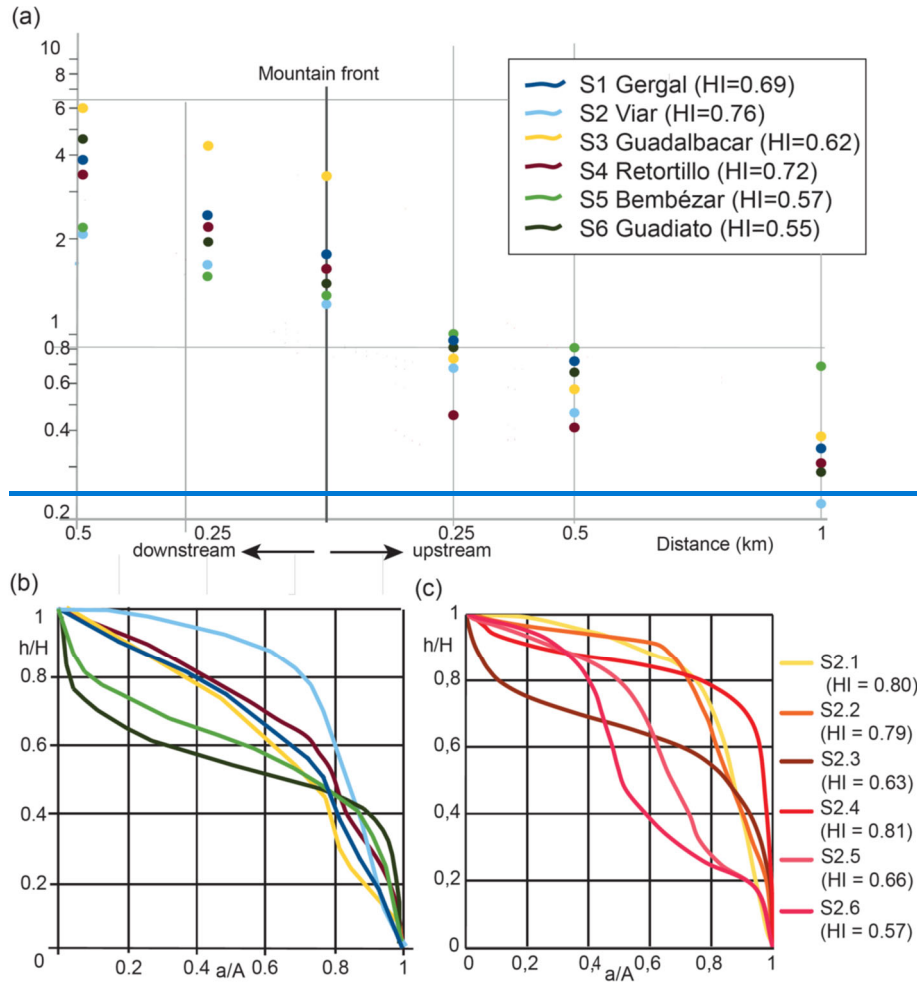 (a)
10
6
4
2
1
0.8
0.6
0.4
0.2
Mountain front
S1 Gergal (HI=0.69)
S2 Viar (HI=0.76)
S3 Guadalbacar (HI=0.62)
S4 Retortillo (HI=0.72)
S5 Bembézar (HI=0.57)
S6 Guadiato (HI=0.55)
0.5 0.25 0.25 0.5 Distance (km) 1
downstream upstream
(b)
1
h/H
0.8
0.6
0.4
0.2
0
0 0.2 0.4 0.6 0.8 1
a/A
(c)
1
h/H
0,8
0,6
0,4
0,2
0
0 0,2 0,4 0,6 0,8 1
a/A
S2.1
(HI = 0.80)
S2.2
(HI = 0.79)
S2.3
(HI = 0.63)
S2.4
(HI = 0.81)
S2.5
(HI = 0.66)
S2.6
(HI = 0.57)